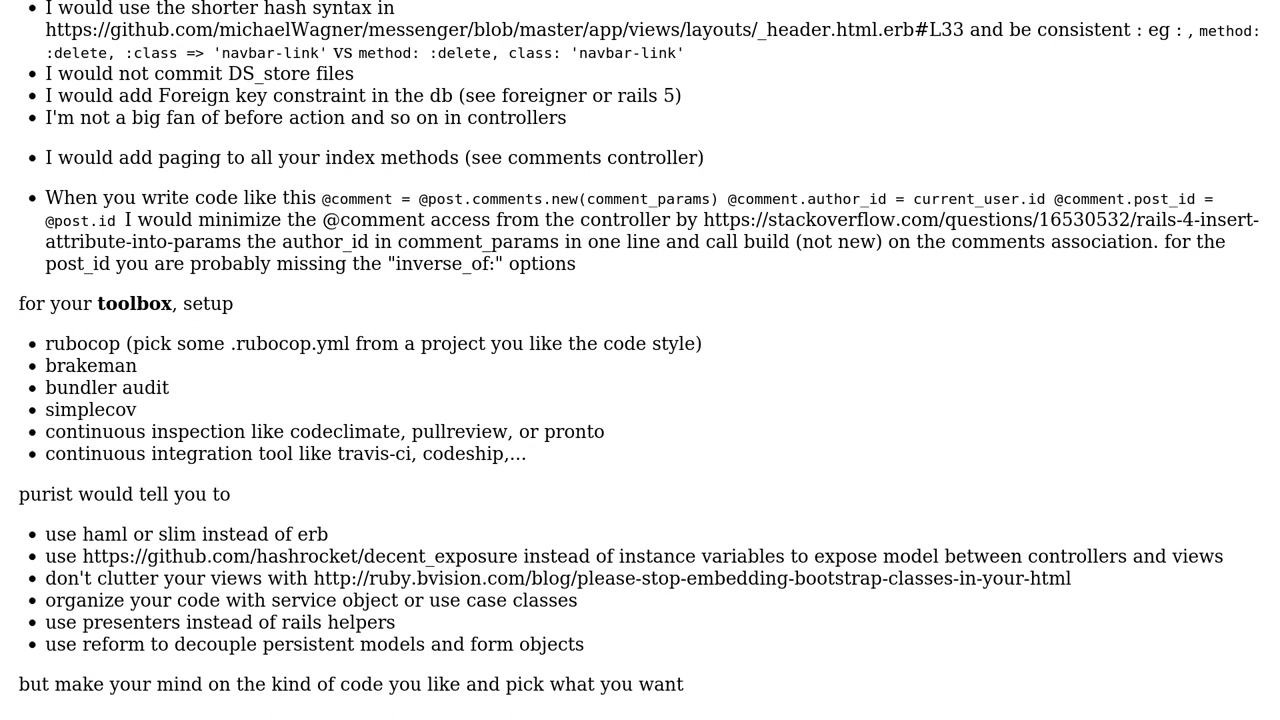 I would use the shorter hash syntax in
https://github.com/michaelWagner/messenger/blob/master/app/views/layouts/_header.html.erb#L33 and be consistent : eg : , method:
:delete, :class => 'navbar-link' vs method: :delete, class: 'navbar-link'
I would not commit DS_store files
I would add Foreign key constraint in the db (see foreigner or rails 5)
I'm not a big fan of before action and so on in controllers
I would add paging to all your index methods (see comments controller)
When you write code like this @comment = @post.comments.new(comment_params) @comment.author_id = current_user.id @comment.post_id =
@post.id I would minimize the @comment access from the controller by https://stackoverflow.com/questions/16530532/rails-4-insert-
attribute-into-params the author_id in comment_params in one line and call build (not new) on the comments association. for the
post_id you are probably missing the "inverse_of:" options
for your toolbox, setup
rubocop (pick some .rubocop.yml from a project you like the code style)
brakeman
bundler audit
simplecov
continuous inspection like codeclimate, pullreview, or pronto
continuous integration tool like travis-ci, codeship,...
purist would tell you to
use haml or slim instead of erb
use https://github.com/hashrocket/decent_exposure instead of instance variables to expose model between controllers and views
don't clutter your views with http://ruby.bvision.com/blog/please-stop-embedding-bootstrap-classes-in-your-html
organize your code with service object or use case classes
use presenters instead of rails helpers
use reform to decouple persistent models and form objects
but make your mind on the kind of code you like and pick what you want